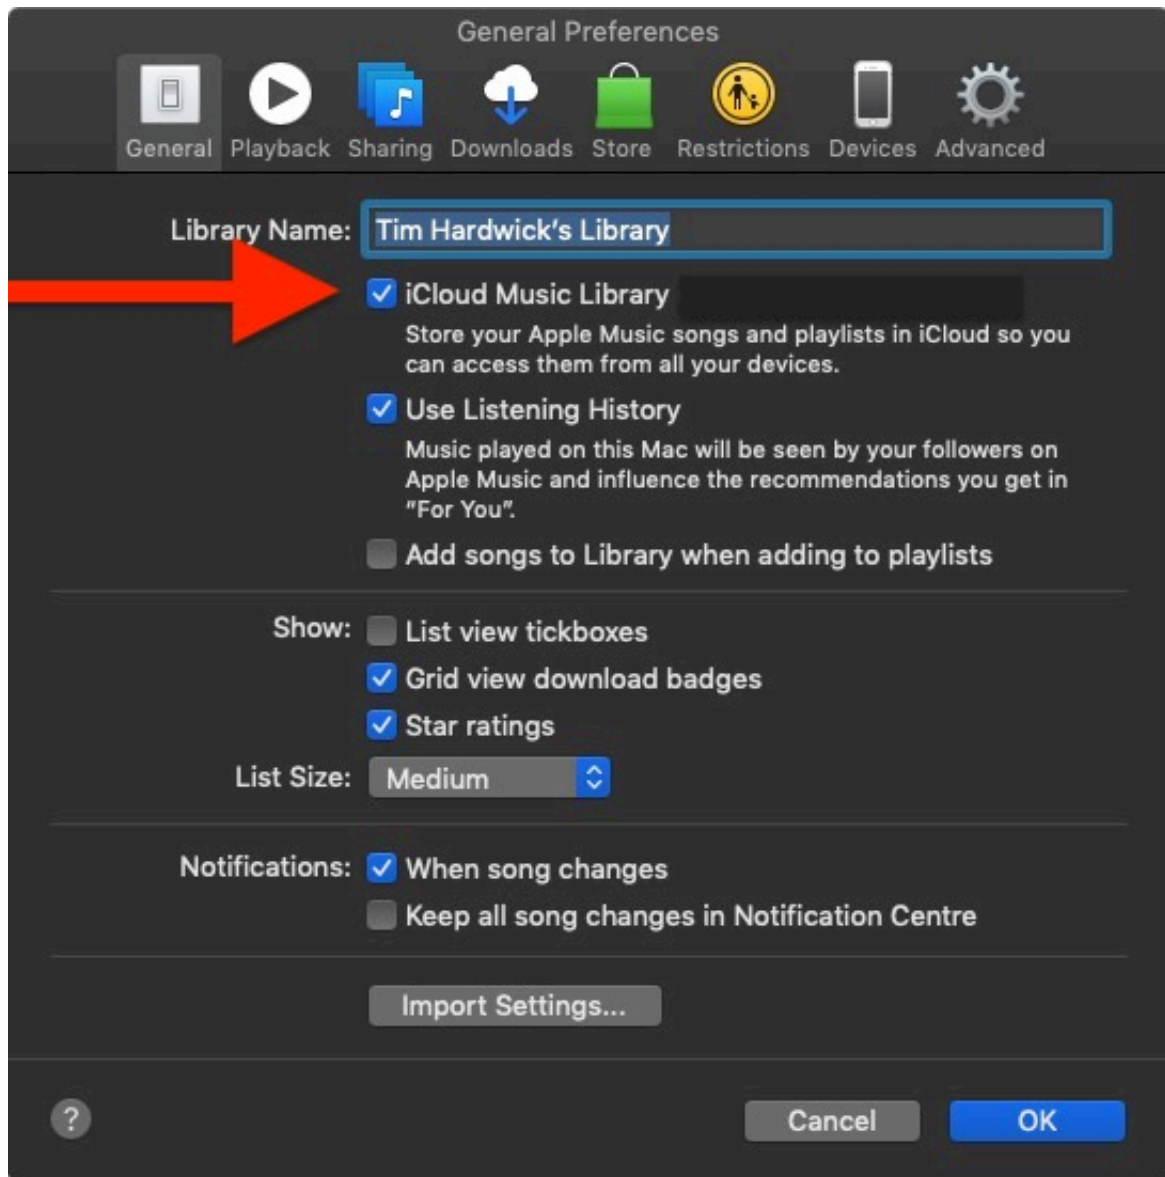 General Preferences
General Playback Sharing Downloads Store Restrictions Devices Advanced
Library Name: Tim Hardwick's Library
iCloud Music Library
Store your Apple Music songs and playlists in iCloud so you
can access them from all your devices.
Use Listening History
Music played on this Mac will be seen by your followers on
Apple Music and influence the recommendations you get in
"For You".
Add songs to Library when adding to playlists
Show: List view tickboxes
Grid view download badges
Star ratings
List Size: Medium
Notifications: When song changes
Keep all song changes in Notification Centre
Import Settings...
? Cancel OK